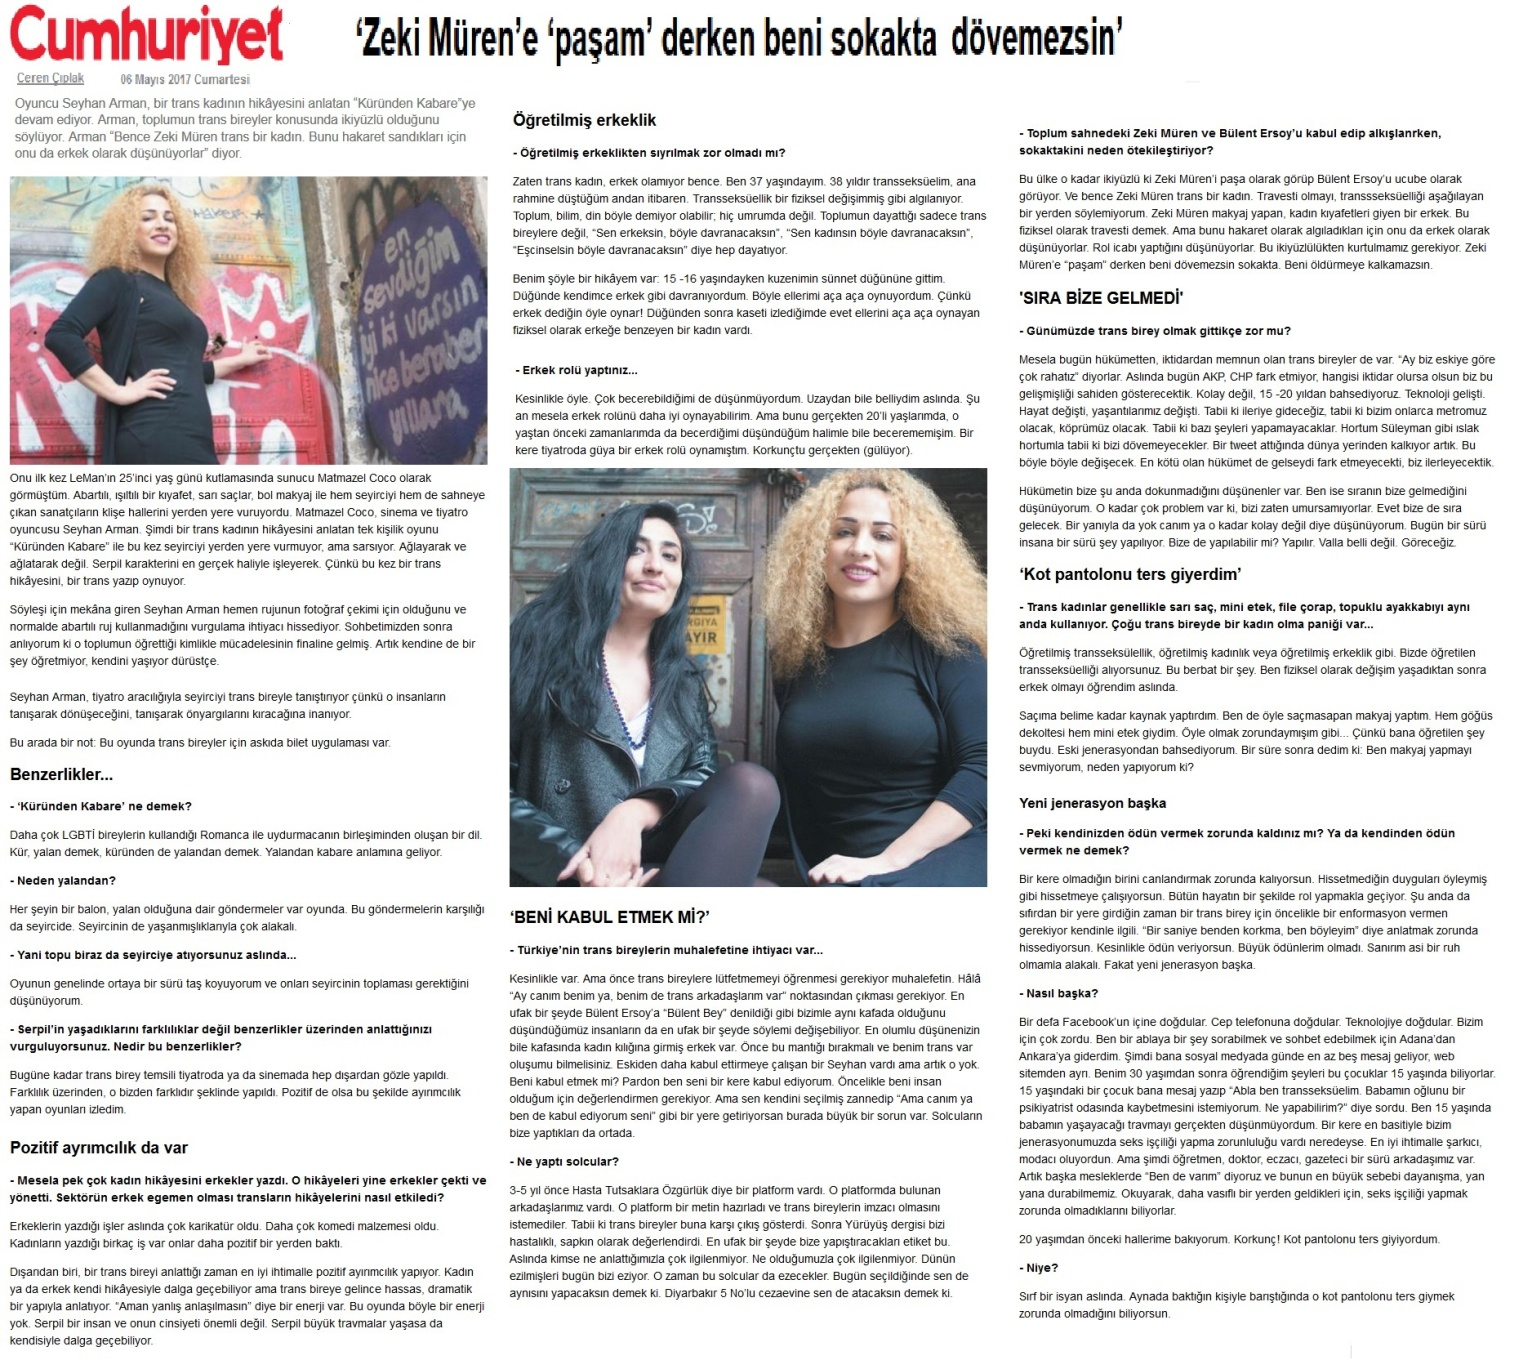 Cumhuriyet
‘Zeki Müren’e ‘paşam’ derken beni sokakta dövemezsin’
Ceren Çıplak 06 Mayıs 2017 Cumartesi
Oyuncu Seyhan Arman, bir trans kadının hikâyesini anlatan “Küründen Kabare”ye
devam ediyor. Arman, toplumun trans bireyler konusunda ikiyüzlü olduğunu
söylüyor. Arman “Bence Zeki Müren trans bir kadın. Bunu hakaret sandıkları için
onu da erkek olarak düşünüyorlar” diyor.
en
sevdiğim
iyi ki varsın
nice beraber
yıllara
Onu ilk kez LeMan’ın 25’inci yaş günü kutlamasında sunucu Matmazel Coco olarak
görmüştüm. Abartılı, ışıltılı bir kıyafet, sarı saçlar, bol makyaj ile hem seyirciyi hem de sahneye
çıkan sanatçıların klişe hallerini yerden yere vuruyordu. Matmazel Coco, sinema ve tiyatro
oyuncusu Seyhan Arman. Şimdi bir trans kadının hikâyesini anlatan tek kişilik oyunu
“Küründen Kabare” ile bu kez seyirciyi yerden yere vurmuyor, ama sarsıyor. Ağlayarak ve
ağlatarak değil. Serpil karakterini en gerçek haliyle işleyerek. Çünkü bu kez bir trans
hikâyesini, bir trans yazıp oynuyor.
Söyleşi için mekâna giren Seyhan Arman hemen rujunun fotoğraf çekimi için olduğunu ve
normalde abartılı ruj kullanmadığını vurgulama ihtiyacı hissediyor. Sohbetimizden sonra
anlıyorum ki o toplumun öğrettiği kimlikle mücadelesinin finaline gelmiş. Artık kendine de bir
şey öğretmiyor, kendini yaşıyor dürüstçe.
Seyhan Arman, tiyatro aracılığıyla seyirciyi trans bireyle tanıştırıyor çünkü o insanların
tanışarak dönüşeceğini, tanışarak önyargılarını kıracağına inanıyor.
Bu arada bir not: Bu oyunda trans bireyler için askıda bilet uygulaması var.
Benzerlikler...
- ‘Küründen Kabare’ ne demek?
Daha çok LGBTİ bireylerin kullandığı Romanca ile uydurmacanın birleşiminden oluşan bir dil.
Kür, yalan demek, küründen de yalandan demek. Yalandan kabare anlamına geliyor.
- Neden yalandan?
Her şeyin bir balon, yalan olduğuna dair göndermeler var oyunda. Bu göndermelerin karşılığı
da seyircide. Seyircinin de yaşanmışlıklarıyla çok alakalı.
- Yani topu biraz da seyirciye atıyorsunuz aslında...
Oyunun genelinde ortaya bir sürü taş koyuyorum ve onları seyircinin toplaması gerektiğini
düşünüyorum.
- Serpil’in yaşadıklarını farklılıklar değil benzerlikler üzerinden anlattığınızı
vurguluyorsunuz. Nedir bu benzerlikler?
Bugüne kadar trans birey temsili tiyatroda ya da sinemada hep dışardan gözle yapıldı.
Farklılık üzerinden, o bizden farklıdır şeklinde yapıldı. Pozitif de olsa bu şekilde ayırımcılık
yapan oyunları izledim.
Pozitif ayrımcılık da var
- Mesela pek çok kadın hikâyesini erkekler yazdı. O hikâyeleri yine erkekler çekti ve
yönetti. Sektörün erkek egemen olması transların hikâyelerini nasıl etkiledi?
Erkeklerin yazdığı işler aslında çok karikatür oldu. Daha çok komedi malzemesi oldu.
Kadınların yazdığı birkaç iş var onlar daha pozitif bir yerden baktı.
Dışarıdan biri, bir trans bireyi anlattığı zaman en iyi ihtimalle pozitif ayırımcılık yapıyor. Kadın
ya da erkek kendi hikâyesiyle dalga geçebiliyor ama trans bireye gelince hassas, dramatik
bir yapıyla anlatıyor. “Aman yanlış anlaşılmasın” diye bir enerji var. Bu oyunda böyle bir enerji
yok. Serpil bir insan ve onun cinsiyeti önemli değil. Serpil büyük travmalar yaşasa da
kendisiyle dalga geçebiliyor.
Öğretilmiş erkeklik
- Öğretilmiş erkeklikten sıyrılmak zor olmadı mı?
Zaten trans kadın, erkek olamıyor bence. Ben 37 yaşındayım. 38 yıldır transseksüelim, ana
rahmine düştüğüm andan itibaren. Transseksüellik bir fiziksel değişimmiş gibi algılanıyor.
Toplum, bilim, din böyle demiyor olabilir; hiç umrumda değil. Toplumun dayattığı sadece trans
bireylere değil, “Sen erkeksin, böyle davranacaksın”, “Sen kadınsın böyle davranacaksın”,
“Eşcinselsin böyle davranacaksın” diye hep dayatıyor.
Benim şöyle bir hikâyem var: 15 -16 yaşındayken kuzenimin sünnet düğününe gittim.
Düğünde kendimce erkek gibi davranıyordum. Böyle ellerimi aça aça oynuyordum. Çünkü
erkek dediğin öyle oynar! Düğünden sonra kaseti izlediğimde evet ellerini aça aça oynayan
fiziksel olarak erkeğe benzeyen bir kadın vardı.
- Erkek rolü yaptınız...
Kesinlikle öyle. Çok becerebildiğimi de düşünmüyordum. Uzaydan bile belliydim aslında. Şu
an mesela erkek rolünü daha iyi oynayabilirim. Ama bunu gerçekten 20’li yaşlarımda, o
yaştan önceki zamanlarımda da becerdiğimi düşündüğüm halimle bile becerememişim. Bir
kere tiyatroda güya bir erkek rolü oynamıştım. Korkunçtu gerçekten (gülüyor).
‘BENİ KABUL ETMEK Mİ?’
- Türkiye’nin trans bireylerin muhalefetine ihtiyacı var...
Kesinlikle var. Ama önce trans bireylere lütfetmemeyi öğrenmesi gerekiyor muhalefetin. Hâlâ
“Ay canım benim ya, benim de trans arkadaşlarım var” noktasından çıkması gerekiyor. En
ufak bir şeyde Bülent Ersoy’a “Bülent Bey” denildiği gibi bizimle aynı kafada olduğunu
düşündüğümüz insanların da en ufak bir şeyde söylemi değişebiliyor. En olumlu düşünenizin
bile kafasında kadın kılığına girmiş erkek var. Önce bu mantığı bırakmalı ve benim trans var
oluşumu bilmelisiniz. Eskiden daha kabul ettirmeye çalışan bir Seyhan vardı ama artık o yok.
Beni kabul etmek mi? Pardon ben seni bir kere kabul ediyorum. Öncelikle beni insan
olduğum için değerlendirmen gerekiyor. Ama sen kendini seçilmiş zannedip “Ama canım ya
ben de kabul ediyorum seni” gibi bir yere getiriyorsan burada büyük bir sorun var. Solcuların
bize yaptıkları da ortada.
- Ne yaptı solcular?
3-5 yıl önce Hasta Tutsaklara Özgürlük diye bir platform vardı. O platformda bulunan
arkadaşlarımız vardı. O platform bir metin hazırladı ve trans bireylerin imzacı olmasını
istemediler. Tabii ki trans bireyler buna karşı çıkış gösterdi. Sonra Yürüyüş dergisi bizi
hastalıklı, sapkın olarak değerlendirdi. En ufak bir şeyde bize yapıştıracakları etiket bu.
Aslında kimse ne anlattığımızla çok ilgilenmiyor. Ne olduğumuzla çok ilgilenmiyor. Dünün
ezilmişleri bugün bizi eziyor. O zaman bu solcular da ezecekler. Bugün seçildiğinde sen de
aynısını yapacaksın demek ki. Diyarbakır 5 No’lu cezaevine sen de atacaksın demek ki.
- Toplum sahnedeki Zeki Müren ve Bülent Ersoy’u kabul edip alkışlanrken,
sokaktakini neden ötekileştiriyor?
Bu ülke o kadar ikiyüzlü ki Zeki Müren’i paşa olarak görüp Bülent Ersoy’u ucube olarak
görüyor. Ve bence Zeki Müren trans bir kadın. Travesti olmayı, transsseksüelliği aşağılayan
bir yerden söylemiyorum. Zeki Müren makyaj yapan, kadın kıyafetleri giyen bir erkek. Bu
fiziksel olarak travesti demek. Ama bunu hakaret olarak algıladıkları için onu da erkek olarak
düşünüyorlar. Rol icabı yaptığını düşünüyorlar. Bu ikiyüzlülükten kurtulmamız gerekiyor. Zeki
Müren’e “paşam” derken beni dövemezsin sokakta. Beni öldürmeye kalkamazsın.
'SIRA BİZE GELMEDİ'
- Günümüzde trans birey olmak gittikçe zor mu?
Mesela bugün hükümetten, iktidardan memnun olan trans bireyler de var. “Ay biz eskiye göre
çok rahatız” diyorlar. Aslında bugün AKP, CHP fark etmiyor, hangisi iktidar olursa olsun biz bu
gelişmişliği sahiden gösterecektik. Kolay değil, 15 -20 yıldan bahsediyoruz. Teknoloji gelişti.
Hayat değişti, yaşantılarımız değişti. Tabii ki ileriye gideceğiz, tabii ki bizim onlarca metromuz
olacak, köprümüz olacak. Tabii ki bazı şeyleri yapamayacaklar. Hortum Süleyman gibi ıslak
hortumla tabii ki bizi dövemeyecekler. Bir tweet attığında dünya yerinden kalkıyor artık. Bu
böyle böyle değişecek. En kötü olan hükümet de gelseydi fark etmeyecekti, biz ilerleyecektik.
Hükümetin bize şu anda dokunmadığını düşünenler var. Ben ise sıranın bize gelmediğini
düşünüyorum. O kadar çok problem var ki, bizi zaten umursamıyorlar. Evet bize de sıra
gelecek. Bir yanıyla da yok canım ya o kadar kolay değil diye düşünüyorum. Bugün bir sürü
insana bir sürü şey yapılıyor. Bize de yapılabilir mi? Yapılır. Valla belli değil. Göreceğiz.
‘Kot pantolonu ters giyerdim’
- Trans kadınlar genellikle sarı saç, mini etek, file çorap, topuklu ayakkabıyı aynı
anda kullanıyor. Çoğu trans bireyde bir kadın olma paniği var...
Öğretilmiş transseksülellik, öğretilmiş kadınlık veya öğretilmiş erkeklik gibi. Bizde öğretilen
transseksüelliği alıyorsunuz. Bu berbat bir şey. Ben fiziksel olarak değişim yaşadıktan sonra
erkek olmayı öğrendim aslında.
Saçıma belime kadar kaynak yaptırdım. Ben de öyle saçmasapan makyaj yaptım. Hem göğüs
dekoltesi hem mini etek giydim. Öyle olmak zorundaymışım gibi... Çünkü bana öğretilen şey
buydu. Eski jenerasyondan bahsediyorum. Bir süre sonra dedim ki: Ben makyaj yapmayı
sevmiyorum, neden yapıyorum ki?
Yeni jenerasyon başka
- Peki kendinizden ödün vermek zorunda kaldınız mı? Ya da kendinden ödün
vermek ne demek?
Bir kere olmadığın birini canlandırmak zorunda kalıyorsun. Hissetmediğin duyguları öyleymiş
gibi hissetmeye çalışıyorsun. Bütün hayatın bir şekilde rol yapmakla geçiyor. Şu anda da
sıfırdan bir yere girdiğin zaman bir trans birey için öncelikle bir enformasyon vermen
gerekiyor kendinle ilgili. “Bir saniye benden korkma, ben böyleyim” diye anlatmak zorunda
hissediyorsun. Kesinlikle ödün veriyorsun. Büyük ödünlerim olmadı. Sanırım asi bir ruh
olmamla alakalı. Fakat yeni jenerasyon başka.
- Nasıl başka?
Bir defa Facebook’un içine doğdular. Cep telefonuna doğdular. Teknolojiye doğdular. Bizim
için çok zordu. Ben bir ablaya bir şey sorabilmek ve sohbet edebilmek için Adana’dan
Ankara’ya giderdim. Şimdi bana sosyal medyada günde en az beş mesaj geliyor, web
sitemden ayrı. Benim 30 yaşımdan sonra öğrendiğim şeyleri bu çocuklar 15 yaşında biliyorlar.
15 yaşındaki bir çocuk bana mesaj yazıp “Abla ben transseksüelim. Babamın oğlunu bir
psikiyatrist odasında kaybetmesini istemiyorum. Ne yapabilirim?” diye sordu. Ben 15 yaşında
babamın yaşayacağı travmayı gerçekten düşünmüyordum. Bir kere en basitiyle bizim
jenerasyonumuzda seks işçiliği yapma zorunluluğu vardı neredeyse. En iyi ihtimalle şarkıcı,
modacı oluyordun. Ama şimdi öğretmen, doktor, eczacı, gazeteci bir sürü arkadaşımız var.
Artık başka mesleklerde “Ben de varım” diyoruz ve bunun en büyük sebebi dayanışma, yan
yana durabilmemiz. Okuyarak, daha vasıflı bir yerden geldikleri için, seks işçiliği yapmak
zorunda olmadıklarını biliyorlar.
20 yaşımdan önceki hallerime bakıyorum. Korkunç! Kot pantolonu ters giyiyordum.
- Niye?
Sırf bir isyan aslında. Aynada baktığın kişiyle barıştığında o kot pantolonu ters giymek
zorunda olmadığını biliyorsun.